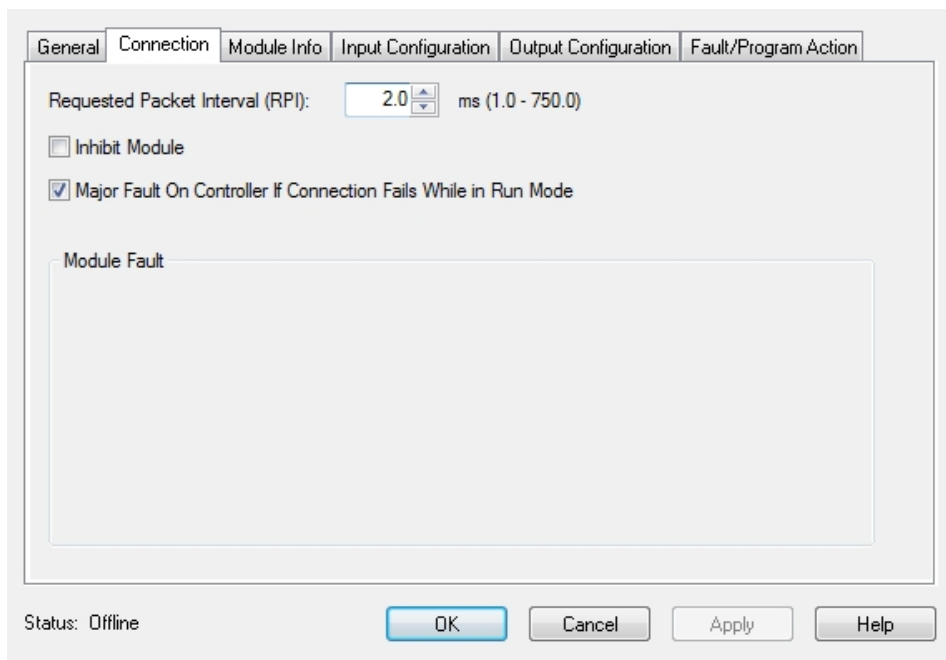 General Connection Module Info Input Configuration Output Configuration Fault/Program Action
Requested Packet Interval (RPI): 2.0 ms (1.0 - 750.0)
Inhibit Module
Major Fault On Controller If Connection Fails While in Run Mode
Module Fault
Status: Offline OK Cancel Apply Help